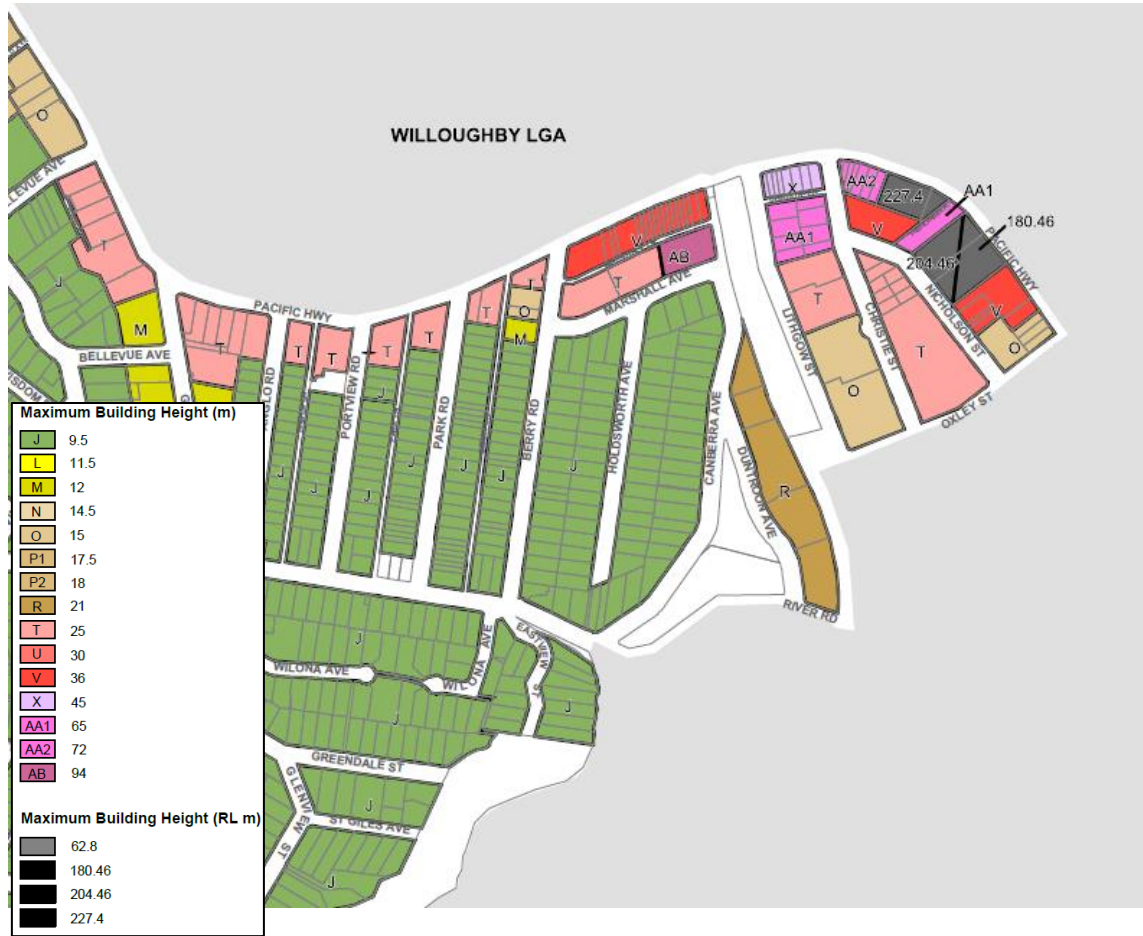 WILLOUGHBY LGA
O
LLEVUE AVE
T
J
M
BELLEVUE AVE
ISDOM
PACIFIC HWY
T
T
T
T
T
T
T
O
M
V
T
AB
MARSHALL AVE
X
AA1
T
O
AA2
227.4
AA1
V
180.46
204.46
PACIFIC HWY
V
O
NICHOLSON ST
CHRISTIE ST
T
LITHGOW ST
OXLEY ST
PORTVIEW RD
PARK RD
BERRY RD
HOLDSWORTH AVE
CANBERRA AVE
DUNTROON AVE
R
RIVER RD
J
J
J
J
J
J
J
J
J
WILONA AVE
WILONA AVE
EASTVIEW ST
J
J
GREENDALE ST
GLENVIEW ST
J
ST GILES AVE
J
Maximum Building Height (m)
J 9.5
L 11.5
M 12
N 14.5
O 15
P1 17.5
P2 18
R 21
T 25
U 30
V 36
X 45
AA1 65
AA2 72
AB 94
Maximum Building Height (RL m)
62.8
180.46
204.46
227.4